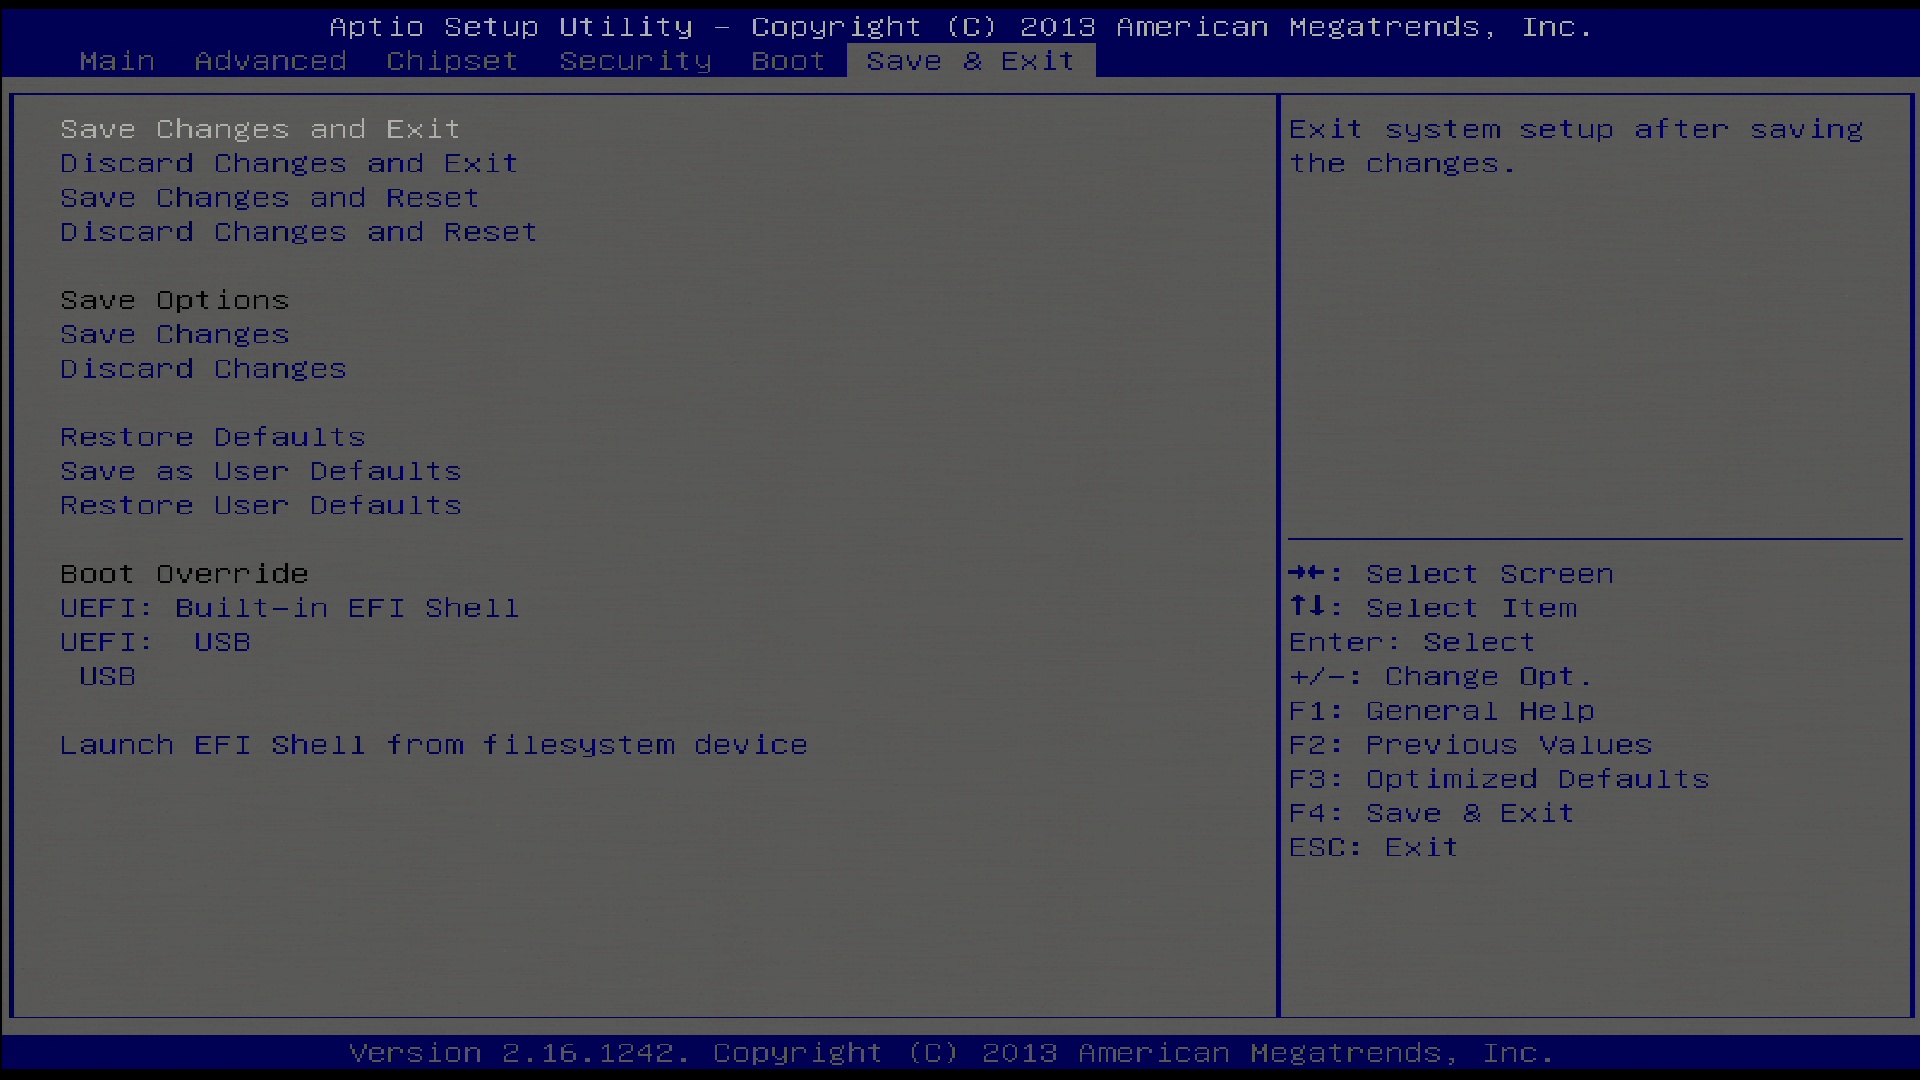 Aptio Setup Utility – Copyright (C) 2013 American Megatrends, Inc.
Main Advanced Chipset Security Boot Save & Exit
Save Changes and Exit
Discard Changes and Exit
Save Changes and Reset
Discard Changes and Reset
Save Options
Save Changes
Discard Changes
Restore Defaults
Save as User Defaults
Restore User Defaults
Boot Override
UEFI: Built-in EFI Shell
UEFI:  USB
USB
Launch EFI Shell from filesystem device
Exit system setup after saving
the changes.
→←: Select Screen
↑↓: Select Item
Enter: Select
+/-: Change Opt.
F1: General Help
F2: Previous Values
F3: Optimized Defaults
F4: Save & Exit
ESC: Exit
Version 2.16.1242. Copyright (C) 2013 American Megatrends, Inc.